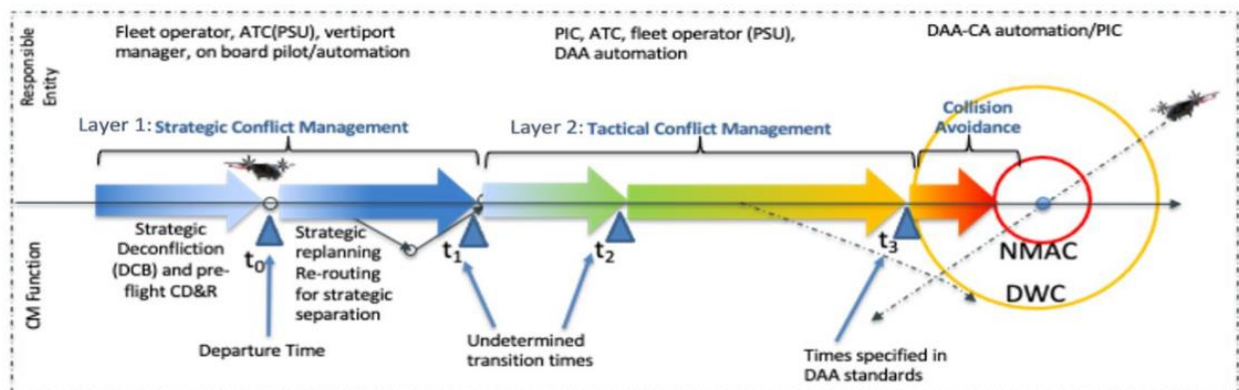 Responsible
Entity
Fleet operator, ATC(PSU), vertiport
manager, on board pilot/automation
PIC, ATC, fleet operator (PSU),
DAA automation
DAA-CA automation/PIC
Layer 1: Strategic Conflict Management
Layer 2: Tactical Conflict Management
Collision
Avoidance
CM Function
Strategic
Deconfliction
(DCB) and pre-
flight CD&R
t0
Strategic
replanning
Re-routing
for strategic
separation
t1
t2
t3
NMAC
DWC
Departure Time
Undetermined
transition times
Times specified in
DAA standards